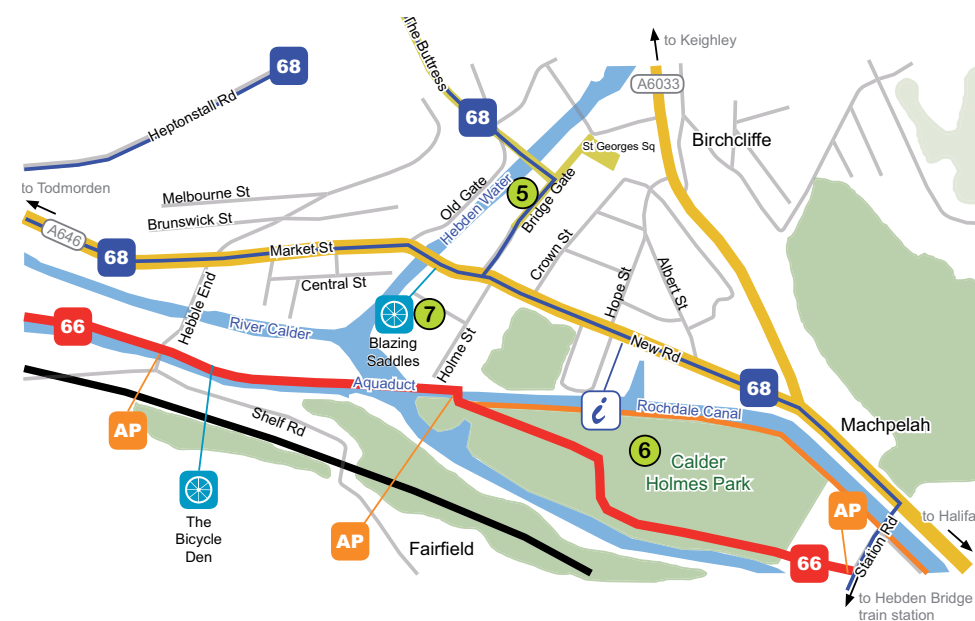 The Buttress
to Keighley
A6033
68
Heptonstall Rd
68
St Georges Sq
Birchcliffe
to Todmorden
Melbourne St
Brunswick St
Old Gate
Hebden Water
5
Bridge Gate
A646
68
Market St
Crown St
Central St
Hebble End
Hope St
Albert St
66
River Calder
7
Blazing
Saddles
Holme St
New Rd
Aquaduct
68
i
Rochdale Canal
AP
Shelf Rd
Machpelah
6
Calder
Holmes Park
The
Bicycle
Den
AP
Fairfield
AP
to Halifa
66
Station Rd
to Hebden Bridge
train station